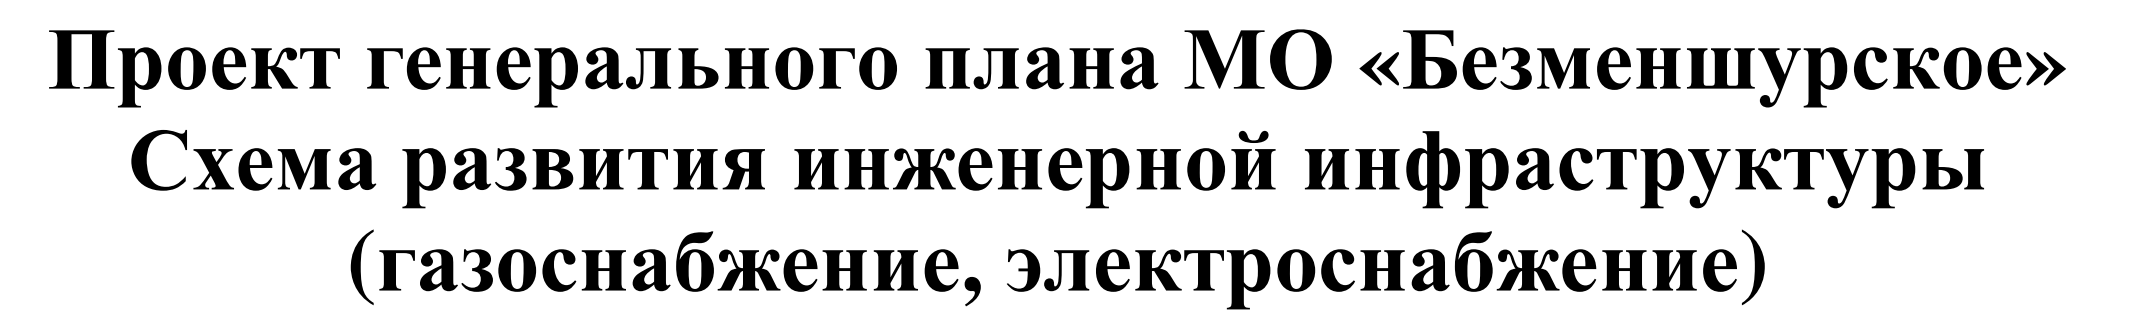 Проект генерального плана МО «Безменшурское»
Схема развития инженерной инфраструктуры
(газоснабжение, электроснабжение)